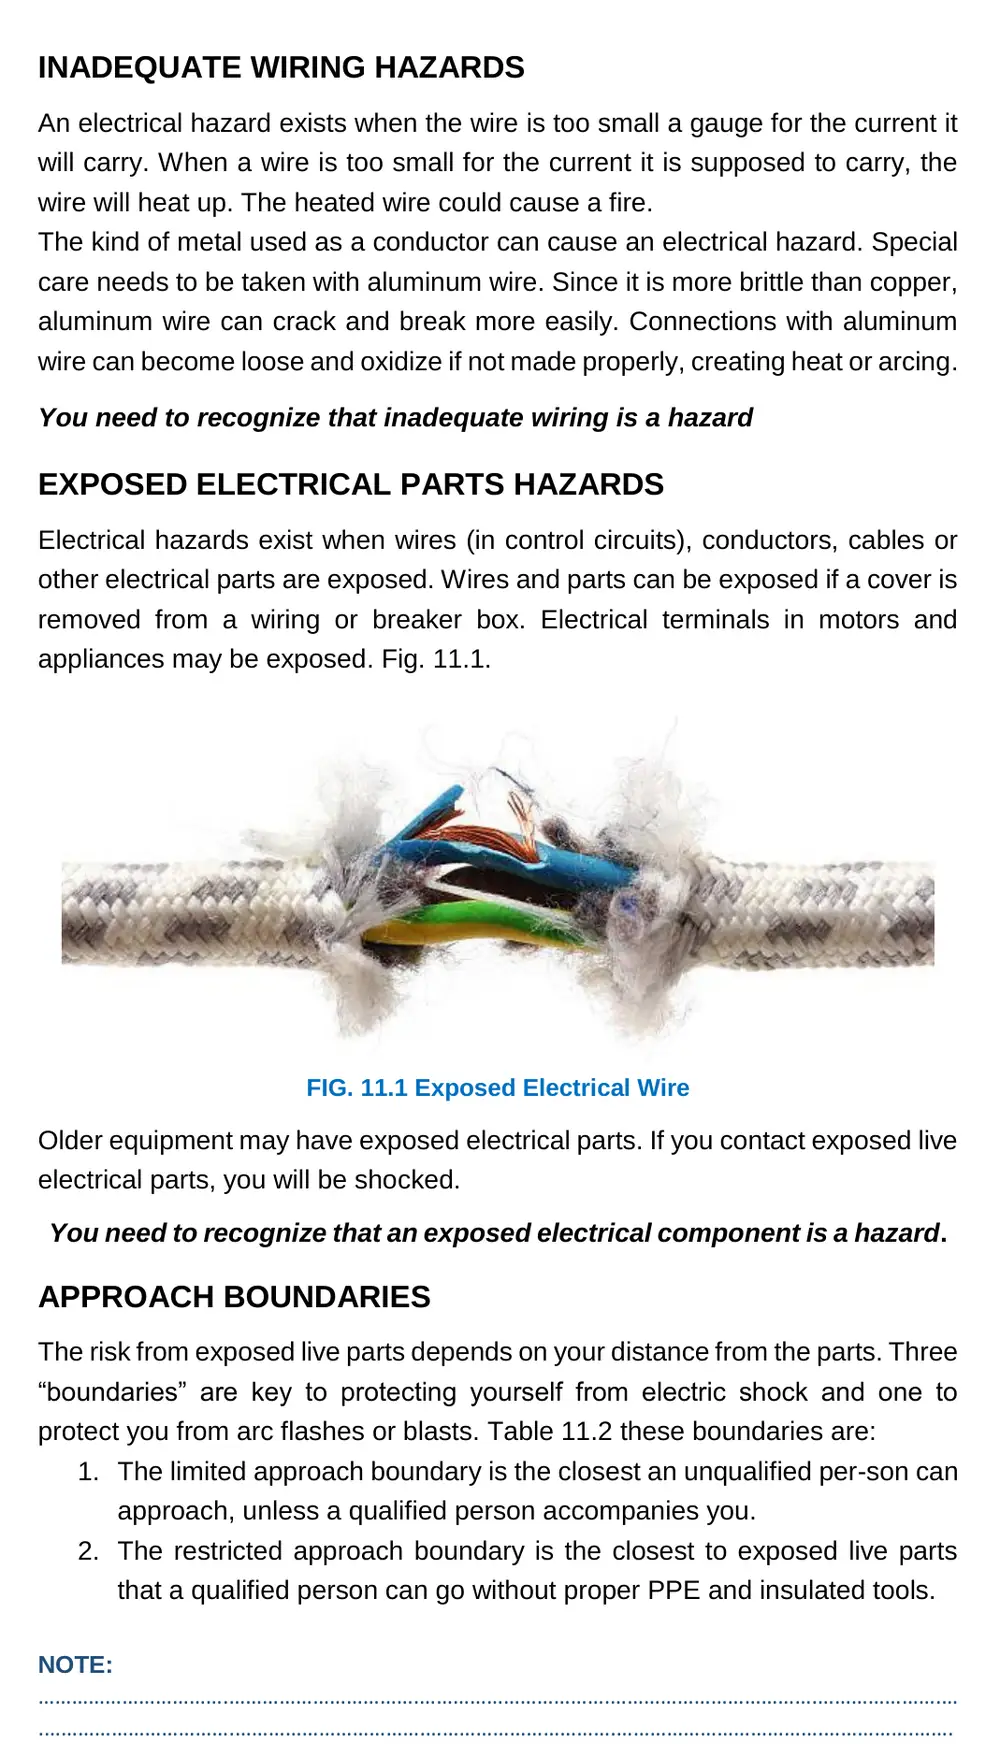 INADEQUATE WIRING HAZARDS
An electrical hazard exists when the wire is too small a gauge for the current it
will carry. When a wire is too small for the current it is supposed to carry, the
wire will heat up. The heated wire could cause a fire.
The kind of metal used as a conductor can cause an electrical hazard. Special
care needs to be taken with aluminum wire. Since it is more brittle than copper,
aluminum wire can crack and break more easily. Connections with aluminum
wire can become loose and oxidize if not made properly, creating heat or arcing.
You need to recognize that inadequate wiring is a hazard
EXPOSED ELECTRICAL PARTS HAZARDS
Electrical hazards exist when wires (in control circuits), conductors, cables or
other electrical parts are exposed. Wires and parts can be exposed if a cover is
removed from a wiring or breaker box. Electrical terminals in motors and
appliances may be exposed. Fig. 11.1.
FIG. 11.1 Exposed Electrical Wire
Older equipment may have exposed electrical parts. If you contact exposed live
electrical parts, you will be shocked.
You need to recognize that an exposed electrical component is a hazard.
APPROACH BOUNDARIES
The risk from exposed live parts depends on your distance from the parts. Three
“boundaries” are key to protecting yourself from electric shock and one to
protect you from arc flashes or blasts. Table 11.2 these boundaries are:
1. The limited approach boundary is the closest an unqualified per-son can
approach, unless a qualified person accompanies you.
2. The restricted approach boundary is the closest to exposed live parts
that a qualified person can go without proper PPE and insulated tools.
NOTE: